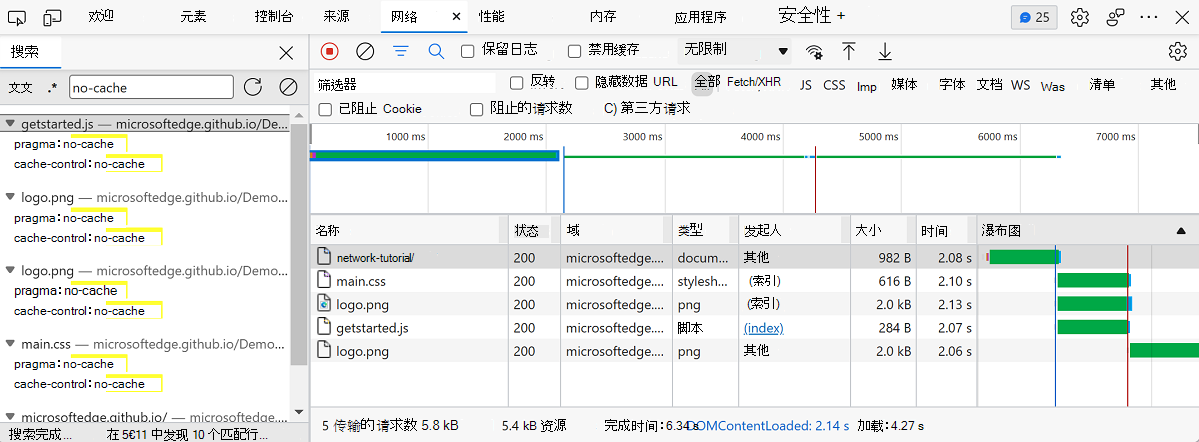 欢迎 元素 控制台 来源 网络 性能 内存 应用程序 安全性 + 25
搜索
文文 .* no-cache
getstarted.js — microsoftedge.github.io/De...
pragma:no-cache
cache-control:no-cache
logo.png — microsoftedge.github.io/Demo...
pragma:no-cache
cache-control:no-cache
logo.png — microsoftedge.github.io/Demo...
pragma:no-cache
cache-control:no-cache
main.css — microsoftedge.github.io/Demo...
pragma:no-cache
cache-control:no-cache
microsoftedge.github.io/ — microsoftedge....
搜索完成... 在 5€11 中发现 10 个匹配行...
保留日志 禁用缓存 无限制
筛选器 反转 隐藏数据 URL 全部 Fetch/XHR JS CSS Imp 媒体 字体 文档 WS Was 清单 其他
已阻止 Cookie 阻止的请求数 C) 第三方请求
1000 ms 2000 ms 3000 ms 4000 ms 5000 ms 6000 ms 7000 ms
名称 状态 域 类型 发起人 大小 时间 瀑布图
network-tutorial/ 200 microsoftedge.... docum... 其他 982 B 2.08 s
main.css 200 microsoftedge.... stylesh... (索引) 616 B 2.10 s
logo.png 200 microsoftedge.... png (索引) 2.0 kB 2.13 s
getstarted.js 200 microsoftedge.... 脚本 (index) 284 B 2.07 s
logo.png 200 microsoftedge.... png 其他 2.0 kB 2.06 s
5 传输的请求数 5.8 kB 5.4 kB 资源 完成时间:6.34 s DOMContentLoaded: 2.14 s 加载:4.27 s